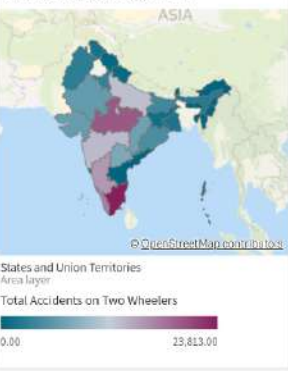 ASIA
© OpenStreetMap contributors
States and Union Territories
Area layer
Total Accidents on Two Wheelers
0.00 23,813.00